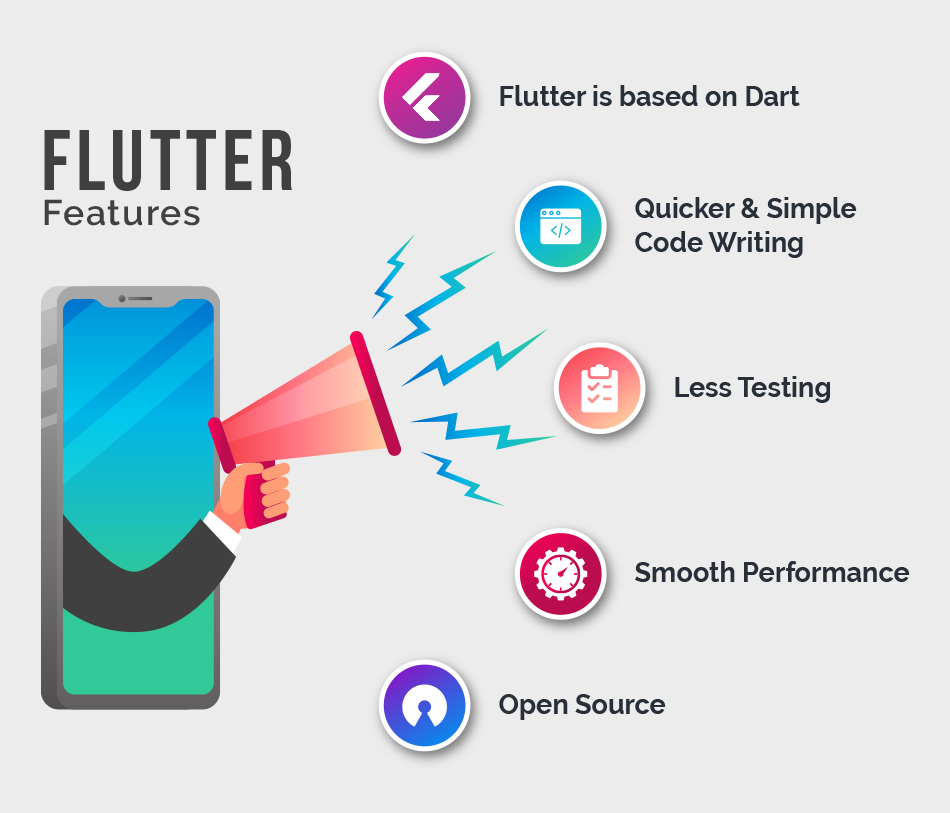 FLUTTER
Features
Flutter is based on Dart
Quicker & Simple
Code Writing
Less Testing
Smooth Performance
Open Source